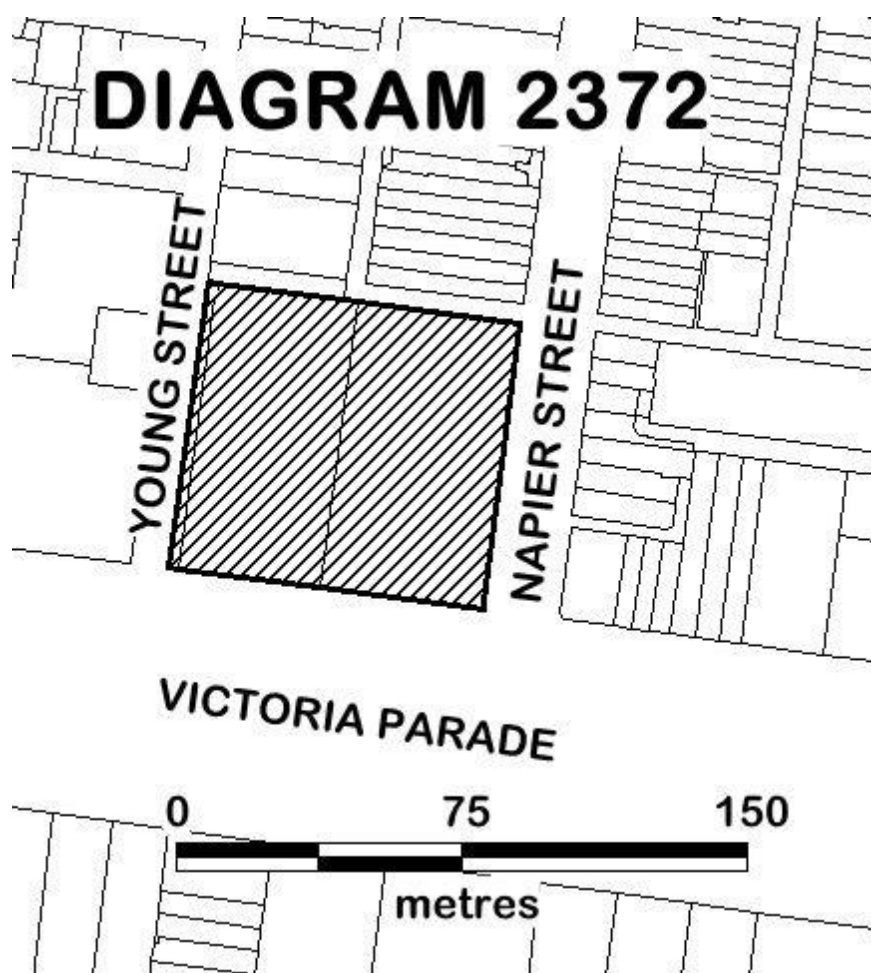 DIAGRAM 2372
YOUNG STREET
NAPIER STREET
VICTORIA PARADE
0 75 150
metres